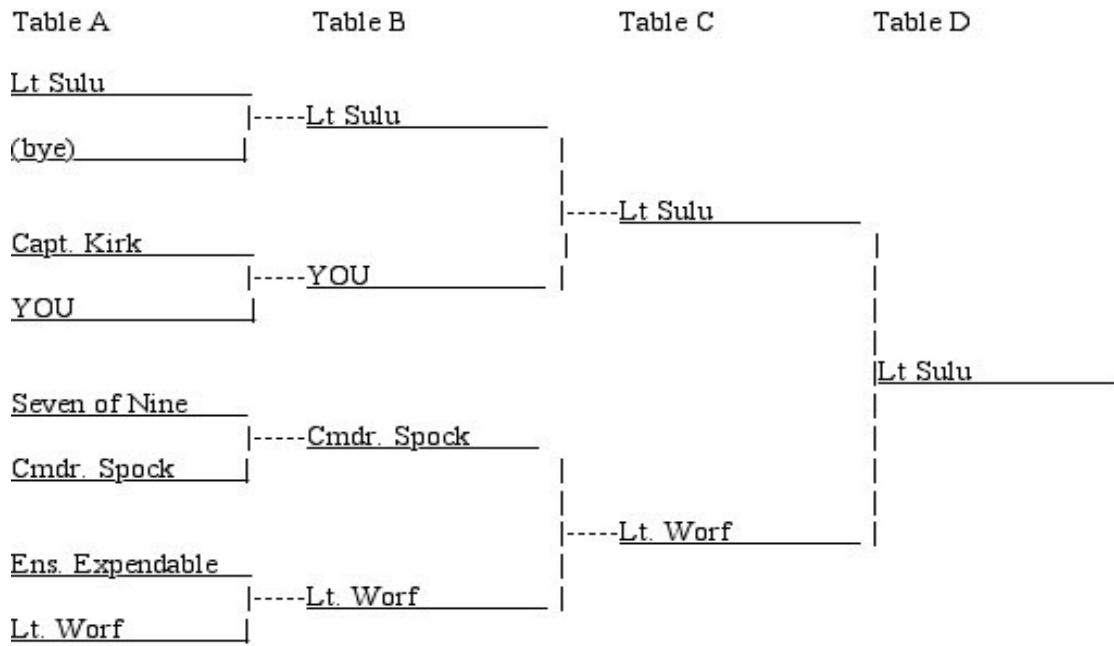 Table A Table B Table C Table D
Lt Sulu
Lt Sulu
(bye)
Lt Sulu
Capt. Kirk
YOU
YOU
Lt Sulu
Seven of Nine
Cmdr. Spock
Cmdr. Spock
Lt. Worf
Ens. Expendable
Lt. Worf
Lt. Worf